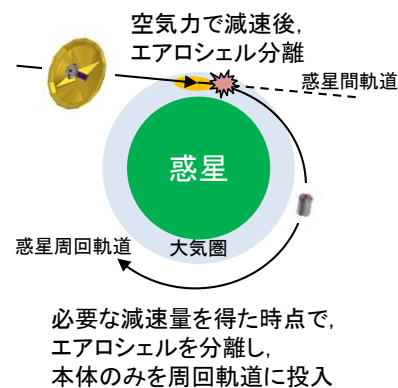 空気力で減速後,
エアロシェル分離
惑星間軌道
惑星
惑星周回軌道
大気圏
必要な減速量を得た時点で,
エアロシェルを分離し,
本体のみを周回軌道に投入